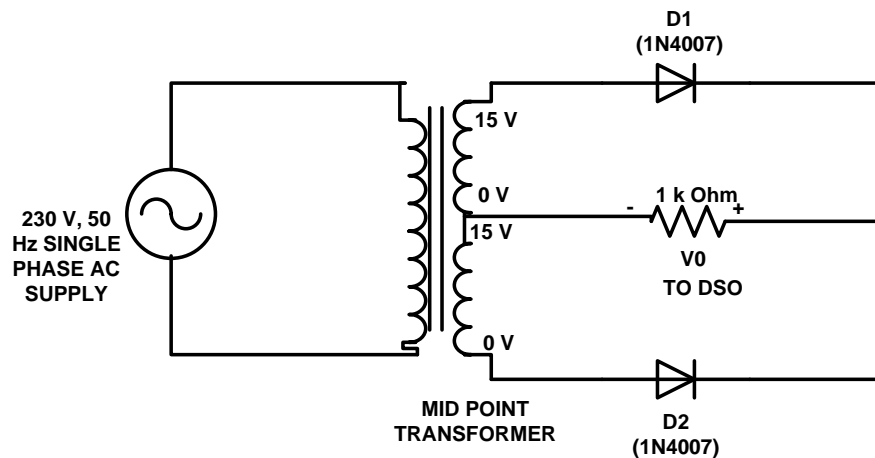 D1
(1N4007)
15 V
0 V
1 k Ohm
- +
230 V, 50
Hz SINGLE
PHASE AC
SUPPLY
15 V
V0
TO DSO
0 V
MID POINT
TRANSFORMER
D2
(1N4007)